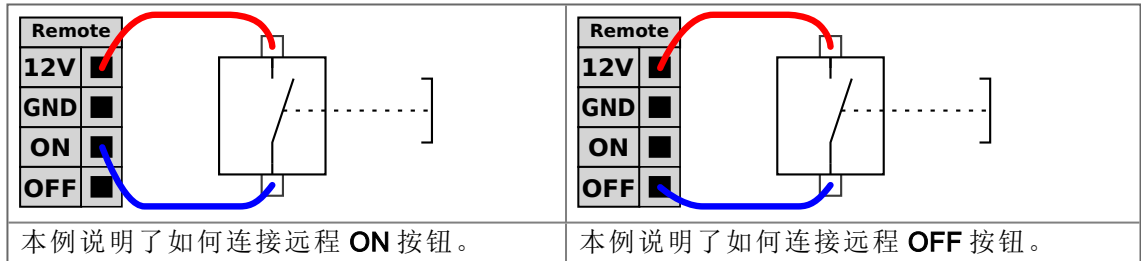 Remote
12V
GND
ON
OFF
本例说明了如何连接远程 ON 按钮。
Remote
12V
GND
ON
OFF
本例说明了如何连接远程 OFF 按钮。